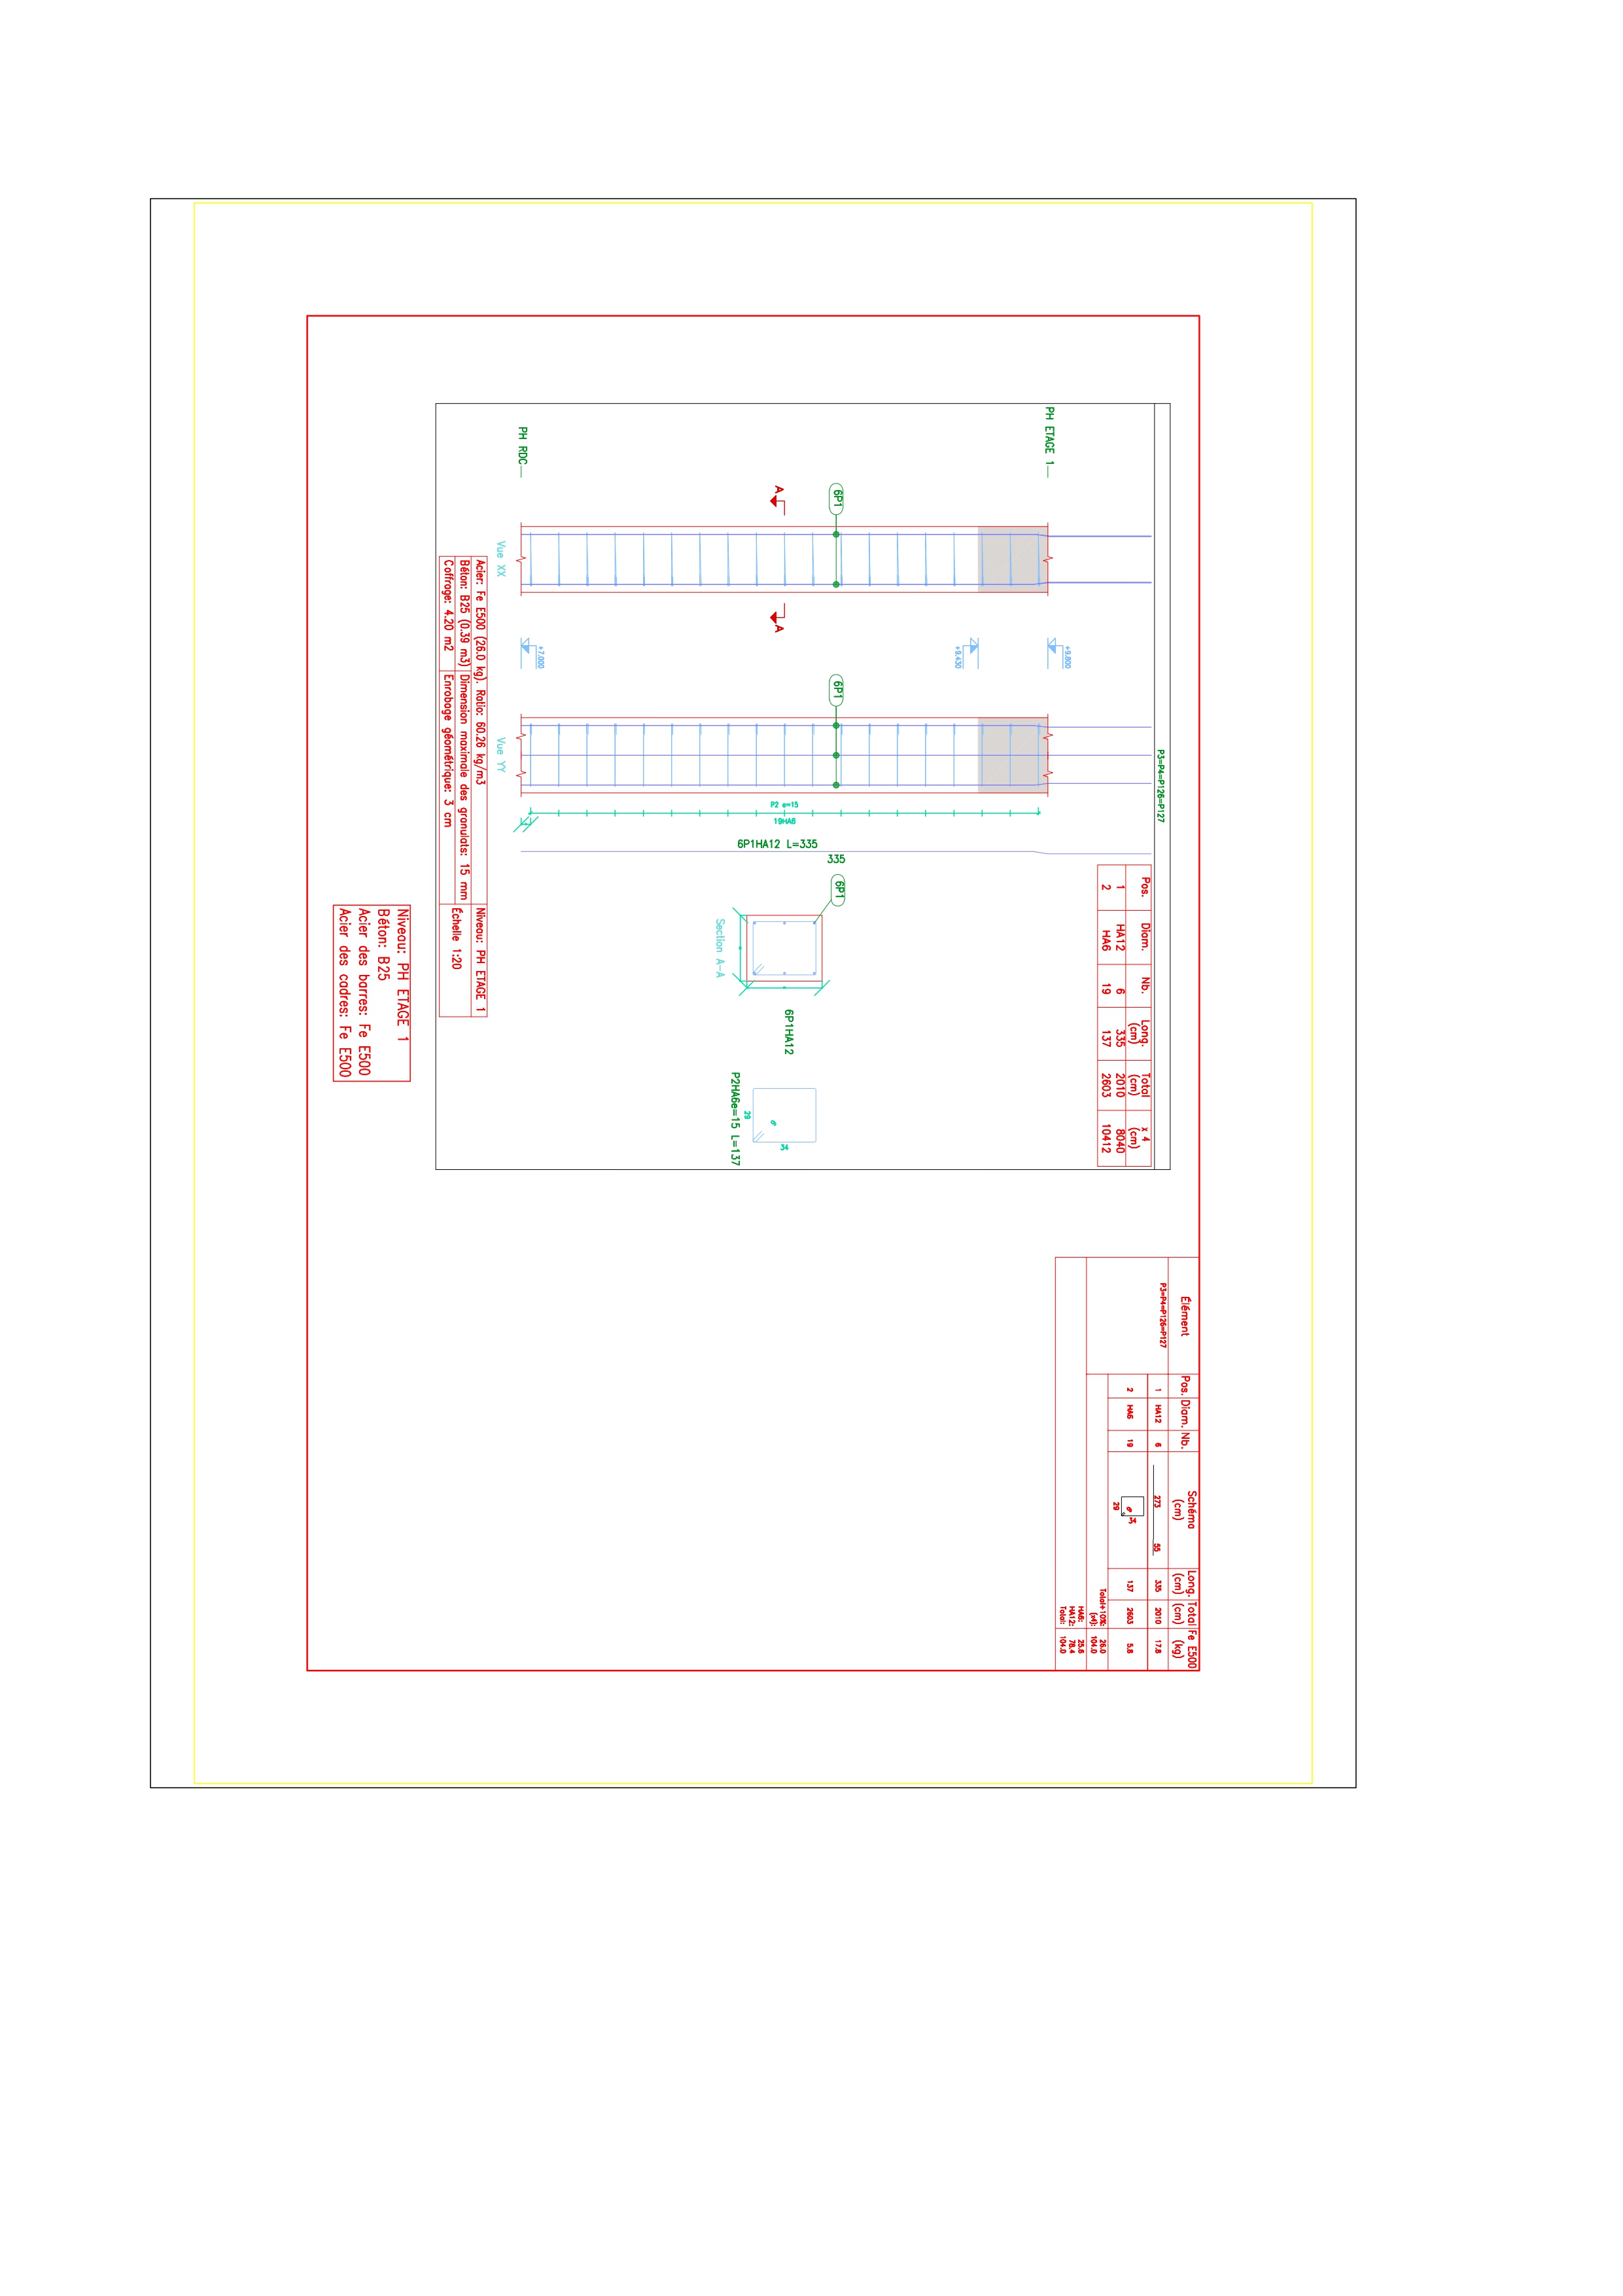 P3=P4=P126=P127
Pos. Diam. Nb. Long. (cm) Total (cm) x 4 (cm)
1 HA12 6 335 2010 8040
2 HA6 19 137 2603 10412
PH ETAGE 1
+9.800
+9.430
6P1
6P1
6P1
335
6P1HA12 L=335
P2 e=15
19HA6
A
A
6P1HA12
34
29
P2HA6e=15 L=137
Section A-A
+7.000
PH RDC
Vue XX
Vue YY
Acier: Fe E500 (26.0 kg). Ratio: 60.26 kg/m3
Niveau: PH ETAGE 1
Béton: B25 (0.39 m3)
Dimension maximale des granulats: 15 mm
Échelle 1:20
Coffrage: 4.20 m2
Enrobage géométrique: 3 cm
Niveau: PH ETAGE 1
Béton: B25
Acier des barres: Fe E500
Acier des cadres: Fe E500
Élément Pos. Diam. Nb. Schéma (cm) Long. (cm) Total (cm) Fe E500 (kg)
P3=P4=P126=P127
1 HA12 6 273 55 335 2010 17.8
2 HA6 19 34 29 137 2603 5.8
Total+10%: 26.0
(x4): 104.0
HA6: 25.6
HA12: 78.4
Total: 104.0